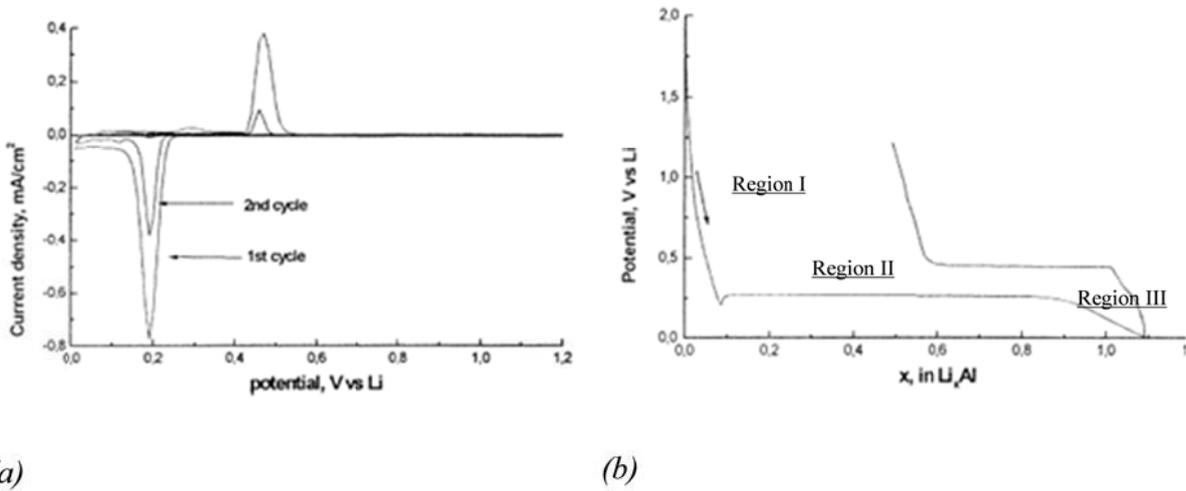 0,4
0,2
0,0
-0,2
-0,4
-0,6
-0,8
Current density, mA/cm²
2nd cycle
1st cycle
0,0 0,2 0,4 0,6 0,8 1,0 1,2
potential, V vs Li
2,0
1,5
1,0
0,5
0,0
Potential, V vs Li
Region I
Region II
Region III
0,0 0,2 0,4 0,6 0,8 1,0
x, in LiₓAl
a)
(b)